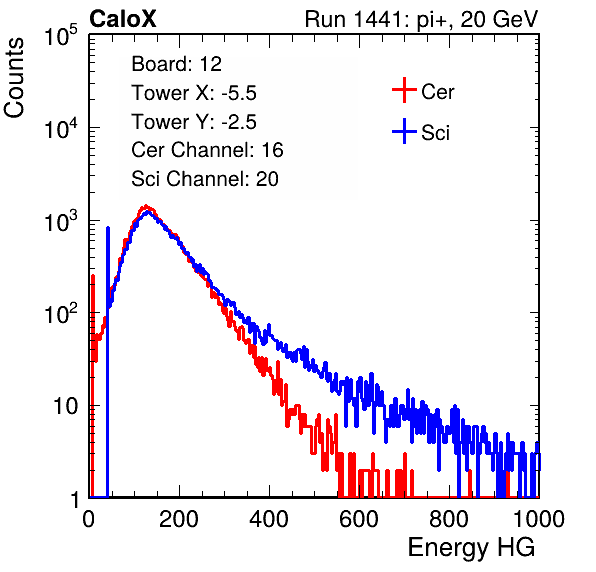 CaloX Run 1441: pi+, 20 GeV
Counts
Board: 12
Tower X: -5.5
Tower Y: -2.5
Cer Channel: 16
Sci Channel: 20
Cer
Sci
10^5
10^4
10^3
10^2
10
1
0 200 400 600 800 1000
Energy HG